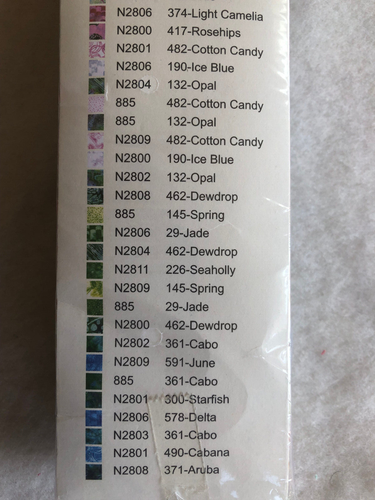 N2806 374-Light Camelia
N2800 417-Rosehips
N2801 482-Cotton Candy
N2806 190-Ice Blue
N2804 132-Opal
885 482-Cotton Candy
885 132-Opal
N2809 482-Cotton Candy
N2800 190-Ice Blue
N2802 132-Opal
N2808 462-Dewdrop
885 145-Spring
N2806 29-Jade
N2804 462-Dewdrop
N2811 226-Seaholly
N2809 145-Spring
885 29-Jade
N2800 462-Dewdrop
N2802 361-Cabo
N2809 591-June
885 361-Cabo
N2801 300-Starfish
N2806 578-Delta
N2803 361-Cabo
N2801 490-Cabana
N2808 371-Aruba